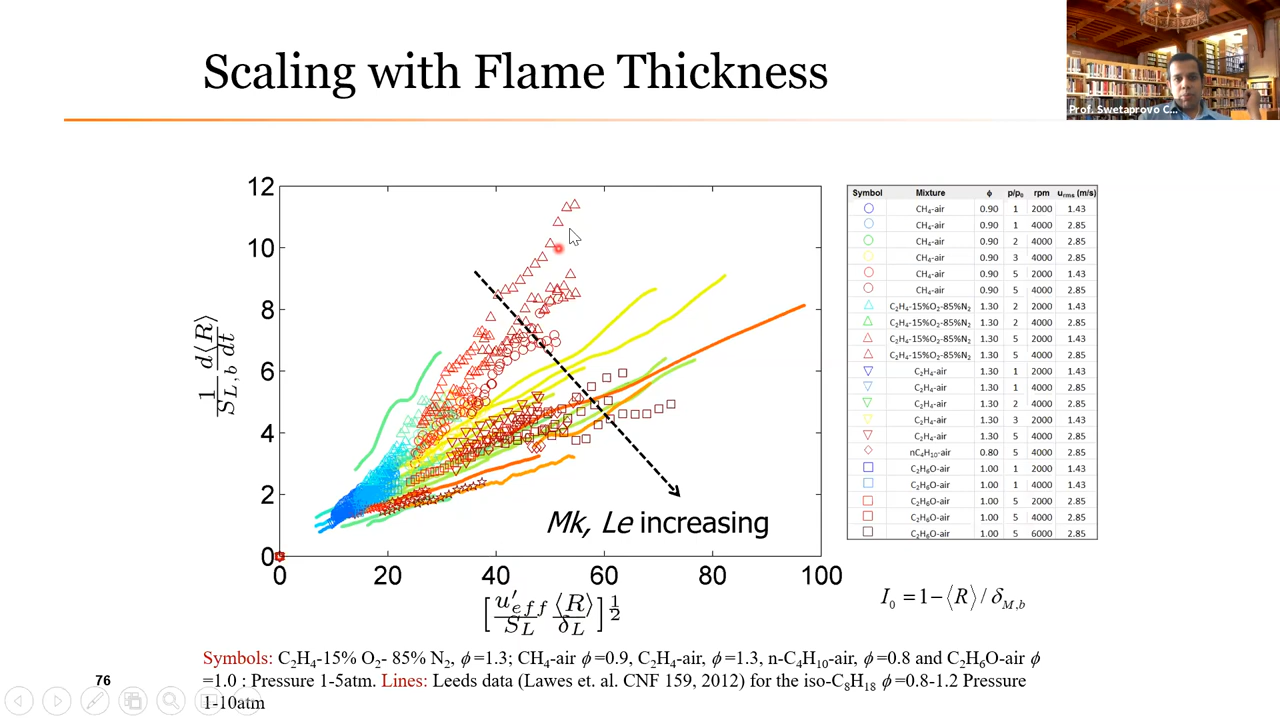 Scaling with Flame Thickness
Prof. Swetaprovo C...
12
10
8
6
4
2
0
0 20 40 60 80 100
1/S_{L,b} d⟨R⟩/dt
[u'_{eff}/S_L ⟨R⟩/δ_L]^{1/2}
Mk, Le increasing
Symbol Mixture ϕ p/p₀ rpm u_{rms} (m/s)
CH₄-air 0.90 1 2000 1.43
CH₄-air 0.90 1 4000 2.85
CH₄-air 0.90 2 4000 2.85
CH₄-air 0.90 3 4000 2.85
CH₄-air 0.90 5 2000 1.43
CH₄-air 0.90 5 4000 2.85
C₂H₄-15%O₂-85%N₂ 1.30 2 2000 1.43
C₂H₄-15%O₂-85%N₂ 1.30 2 4000 2.85
C₂H₄-15%O₂-85%N₂ 1.30 5 2000 1.43
C₂H₄-15%O₂-85%N₂ 1.30 5 4000 2.85
C₂H₄-air 1.30 1 2000 1.43
C₂H₄-air 1.30 1 4000 2.85
C₂H₄-air 1.30 2 4000 2.85
C₂H₄-air 1.30 3 2000 1.43
C₂H₄-air 1.30 5 4000 2.85
nC₄H₁₀-air 0.80 5 4000 2.85
C₂H₆O-air 1.00 1 2000 1.43
C₂H₆O-air 1.00 1 4000 1.43
C₂H₆O-air 1.00 5 2000 2.85
C₂H₆O-air 1.00 5 4000 2.85
C₂H₆O-air 1.00 5 6000 2.85
I₀ = 1 − ⟨R⟩ / δ_{M,b}
Symbols: C₂H₄-15% O₂- 85% N₂, ϕ=1.3; CH₄-air ϕ=0.9, C₂H₄-air, ϕ=1.3, n-C₄H₁₀-air, ϕ=0.8 and C₂H₆O-air ϕ
=1.0 : Pressure 1-5atm. Lines: Leeds data (Lawes et. al. CNF 159, 2012) for the iso-C₈H₁₈ ϕ=0.8-1.2 Pressure
1-10atm
76